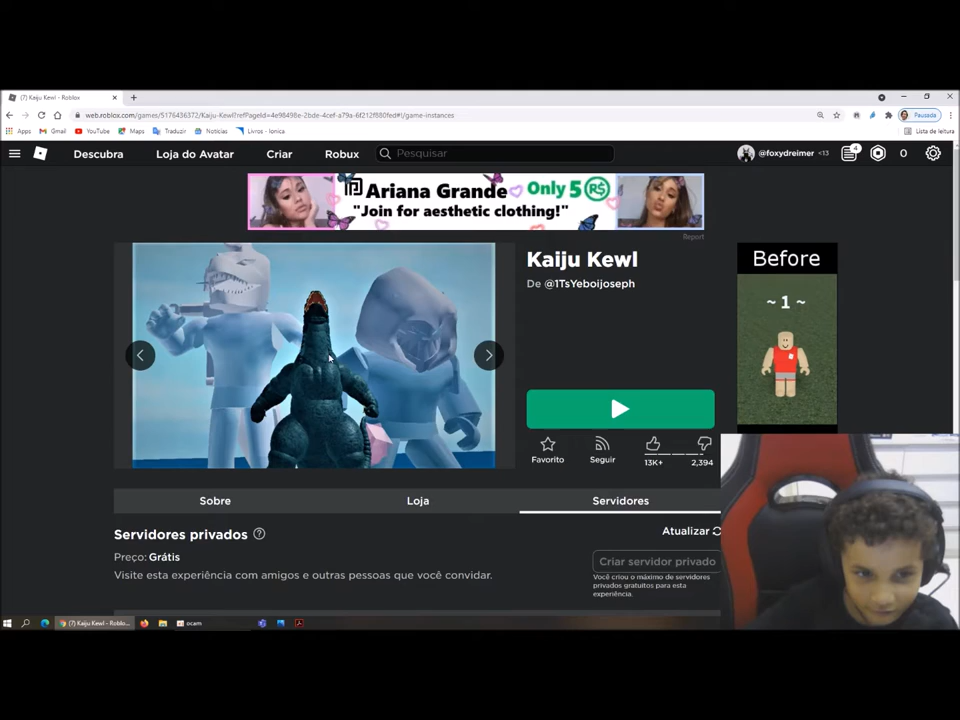 (7) Kaiju Kewl - Roblox
Pausada
web.roblox.com/games/5176436372/Kaiju-Kewl?refPageId=4e98498e-2bde-4cef-a79a-6f212f880fed#!/game-instances
Apps Gmail YouTube Maps Traduzir Notícias Livros - Ionica Lista de leitura
Descubra Loja do Avatar Criar Robux Pesquisar @foxydreimer <13 4 0
Ariana Grande Only 5 R$
"Join for aesthetic clothing!"
Report
Kaiju Kewl
De @1TsYeboijoseph
Before
~ 1 ~
Favorito Seguir 13K+ 2,394
Sobre Loja Servidores
Servidores privados ? Atualizar
Preço: Grátis
Criar servidor privado
Visite esta experiência com amigos e outras pessoas que você convidar.
Você criou o máximo de servidores
privados gratuitos para esta
experiência.
(7) Kaiju Kewl - Roblo... ocam